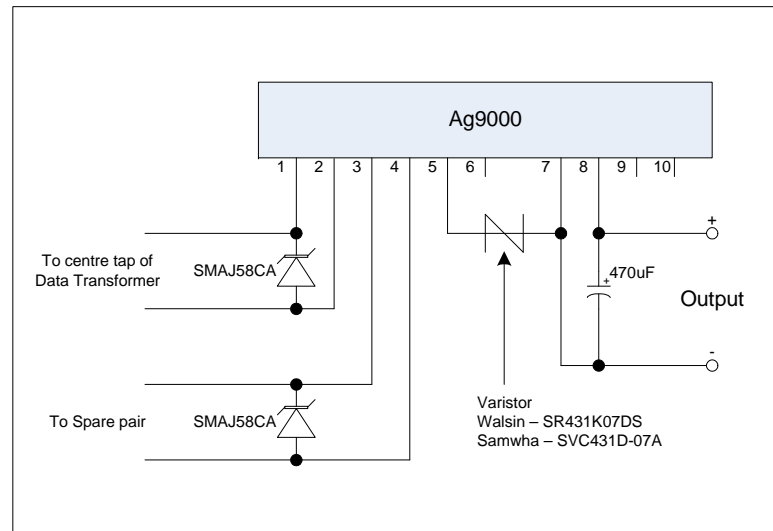 Ag9000
1 2 3 4 5 6 7 8 9 10
To centre tap of
Data Transformer
SMAJ58CA
+
470uF
+
Output
-
To Spare pair
SMAJ58CA
Varistor
Walsin – SR431K07DS
Samwha – SVC431D-07A